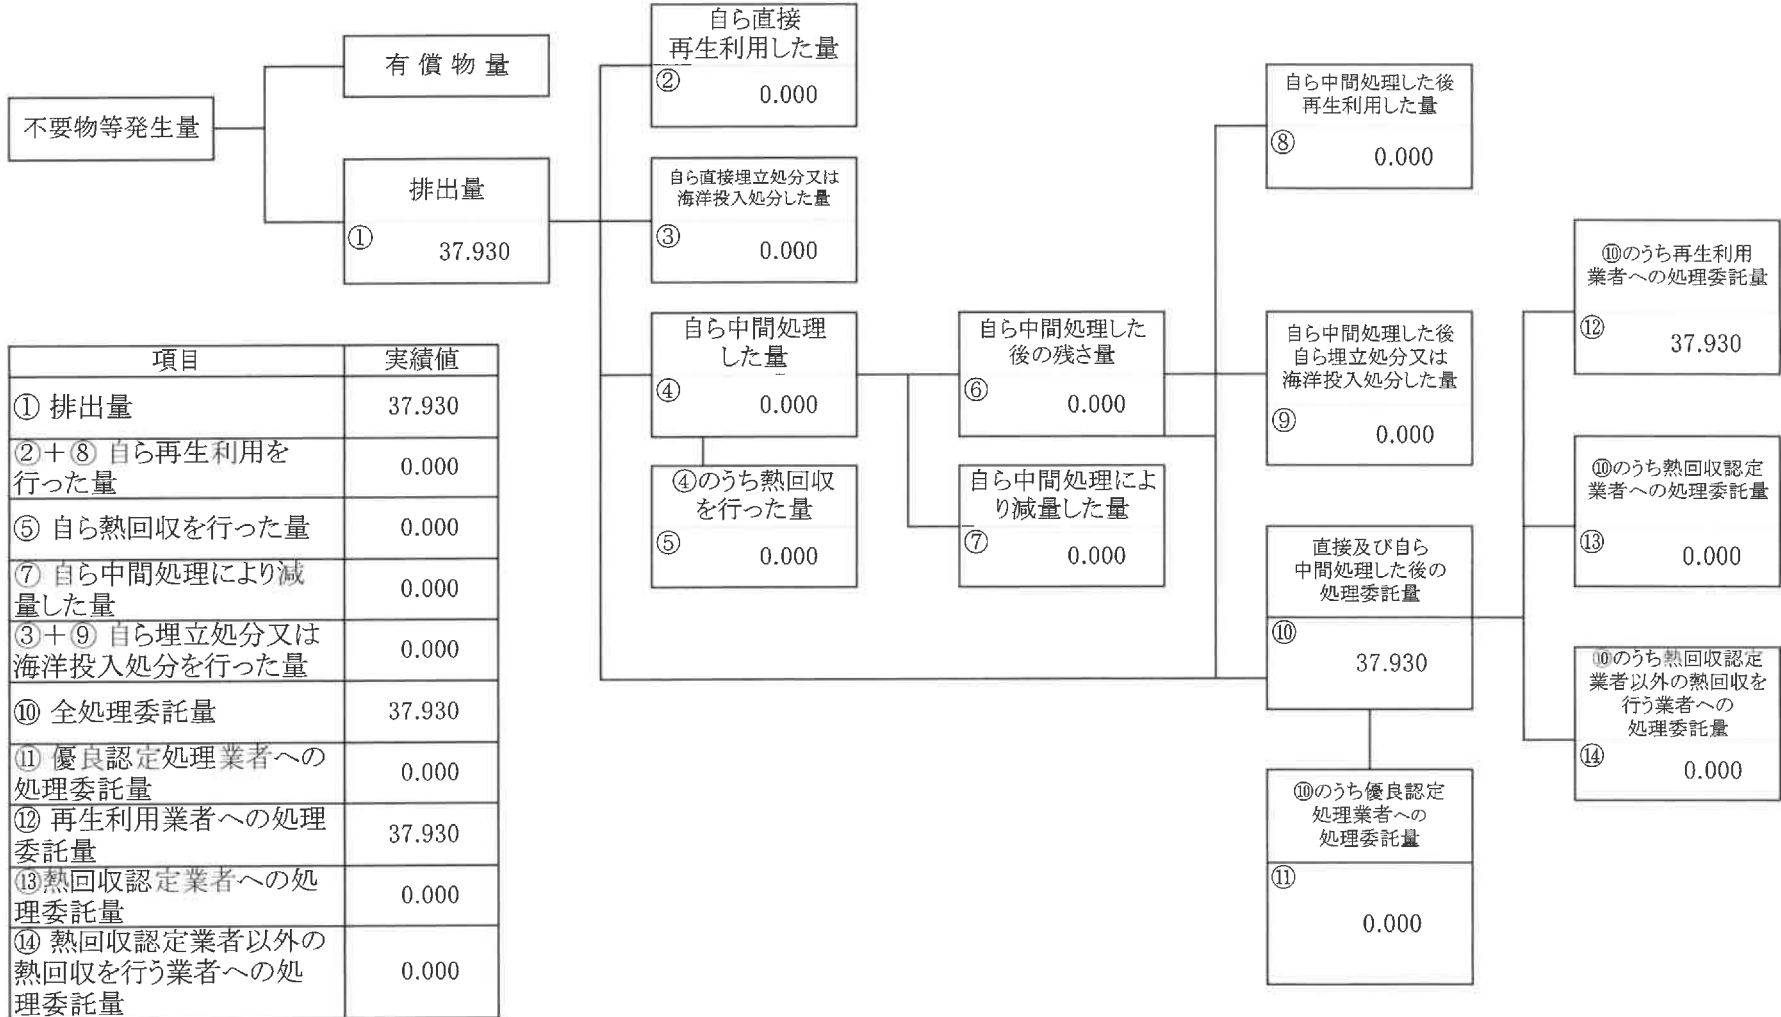 不要物等発生量
有償物量
排出量
①
37.930
自ら直接
再生利用した量
②
0.000
自ら直接埋立処分又は
海洋投入処分した量
③
0.000
自ら中間処理
した量
④
0.000
④のうち熱回収
を行った量
⑤
0.000
自ら中間処理した
後の残さ量
⑥
0.000
自ら中間処理によ
り減量した量
⑦
0.000
自ら中間処理した後
再生利用した量
⑧
0.000
自ら中間処理した後
自ら埋立処分又は
海洋投入処分した量
⑨
0.000
直接及び自ら
中間処理した後の
処理委託量
⑩
37.930
⑩のうち優良認定
処理業者への
処理委託量
⑪
0.000
⑩のうち再生利用
業者への処理委託量
⑫
37.930
⑩のうち熱回収認定
業者への処理委託量
⑬
0.000
⑩のうち熱回収認定
業者以外の熱回収を
行う業者への
処理委託量
⑭
0.000
項目 実績値
① 排出量 37.930
②＋⑧ 自ら再生利用を
行った量 0.000
⑤ 自ら熱回収を行った量 0.000
⑦ 自ら中間処理により減
量した量 0.000
③＋⑨ 自ら埋立処分又は
海洋投入処分を行った量 0.000
⑩ 全処理委託量 37.930
⑪ 優良認定処理業者への
処理委託量 0.000
⑫ 再生利用業者への処理
委託量 37.930
⑬熱回収認定業者への処
理委託量 0.000
⑭ 熱回収認定業者以外の
熱回収を行う業者への処
理委託量 0.000